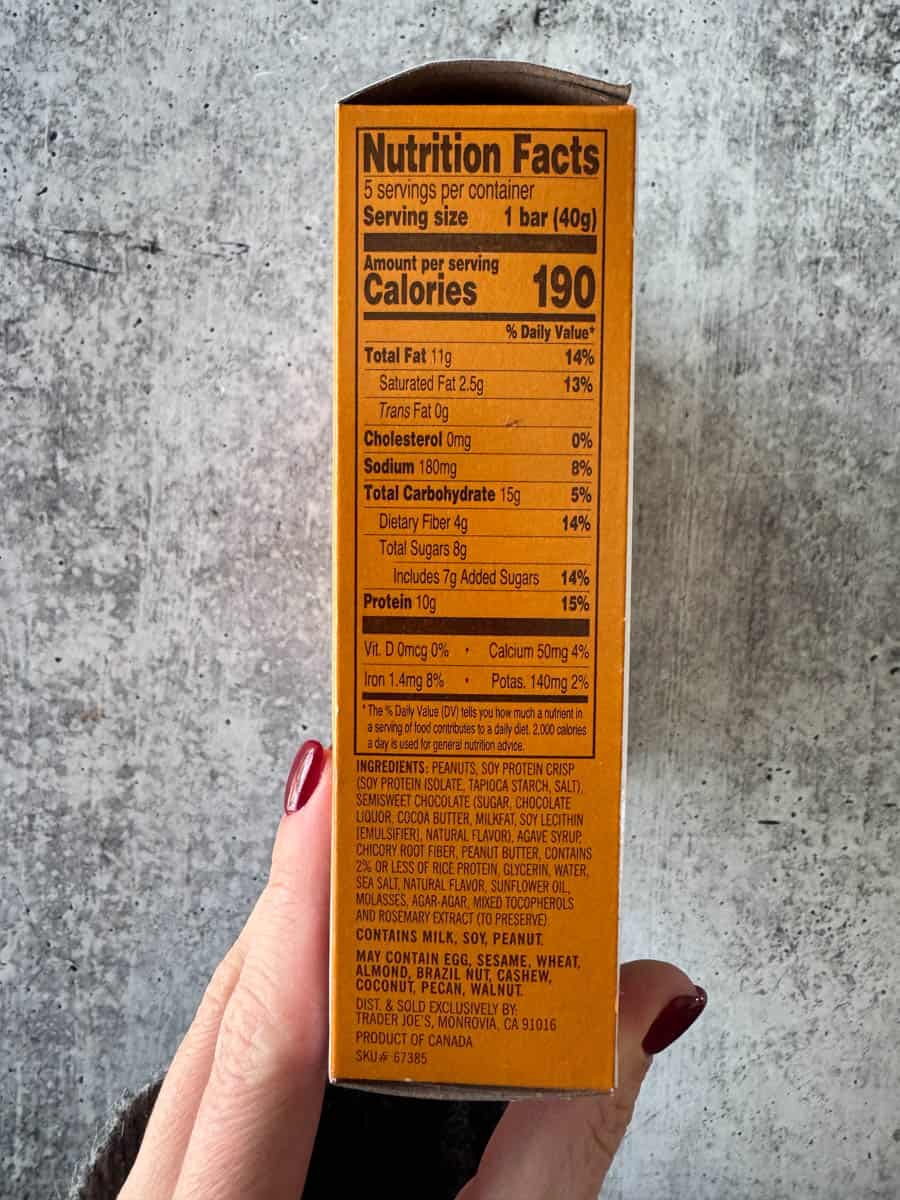 Nutrition Facts
5 servings per container
Serving size 1 bar (40g)
Amount per serving
Calories 190
% Daily Value*
Total Fat 11g 14%
Saturated Fat 2.5g 13%
Trans Fat 0g
Cholesterol 0mg 0%
Sodium 180mg 8%
Total Carbohydrate 15g 5%
Dietary Fiber 4g 14%
Total Sugars 8g
Includes 7g Added Sugars 14%
Protein 10g 15%
Vit. D 0mcg 0% • Calcium 50mg 4%
Iron 1.4mg 8% • Potas. 140mg 2%
* The % Daily Value (DV) tells you how much a nutrient in
a serving of food contributes to a daily diet. 2,000 calories
a day is used for general nutrition advice.
INGREDIENTS: PEANUTS, SOY PROTEIN CRISP
(SOY PROTEIN ISOLATE, TAPIOCA STARCH, SALT),
SEMISWEET CHOCOLATE (SUGAR, CHOCOLATE
LIQUOR, COCOA BUTTER, MILKFAT, SOY LECITHIN
[EMULSIFIER], NATURAL FLAVOR), AGAVE SYRUP,
CHICORY ROOT FIBER, PEANUT BUTTER, CONTAINS
2% OR LESS OF RICE PROTEIN, GLYCERIN, WATER,
SEA SALT, NATURAL FLAVOR, SUNFLOWER OIL,
MOLASSES, AGAR-AGAR, MIXED TOCOPHEROLS
AND ROSEMARY EXTRACT (TO PRESERVE).
CONTAINS MILK, SOY, PEANUT.
MAY CONTAIN EGG, SESAME, WHEAT,
ALMOND, BRAZIL NUT, CASHEW,
COCONUT, PECAN, WALNUT.
DIST. & SOLD EXCLUSIVELY BY:
TRADER JOE'S, MONROVIA, CA 91016
PRODUCT OF CANADA
SKU# 67385